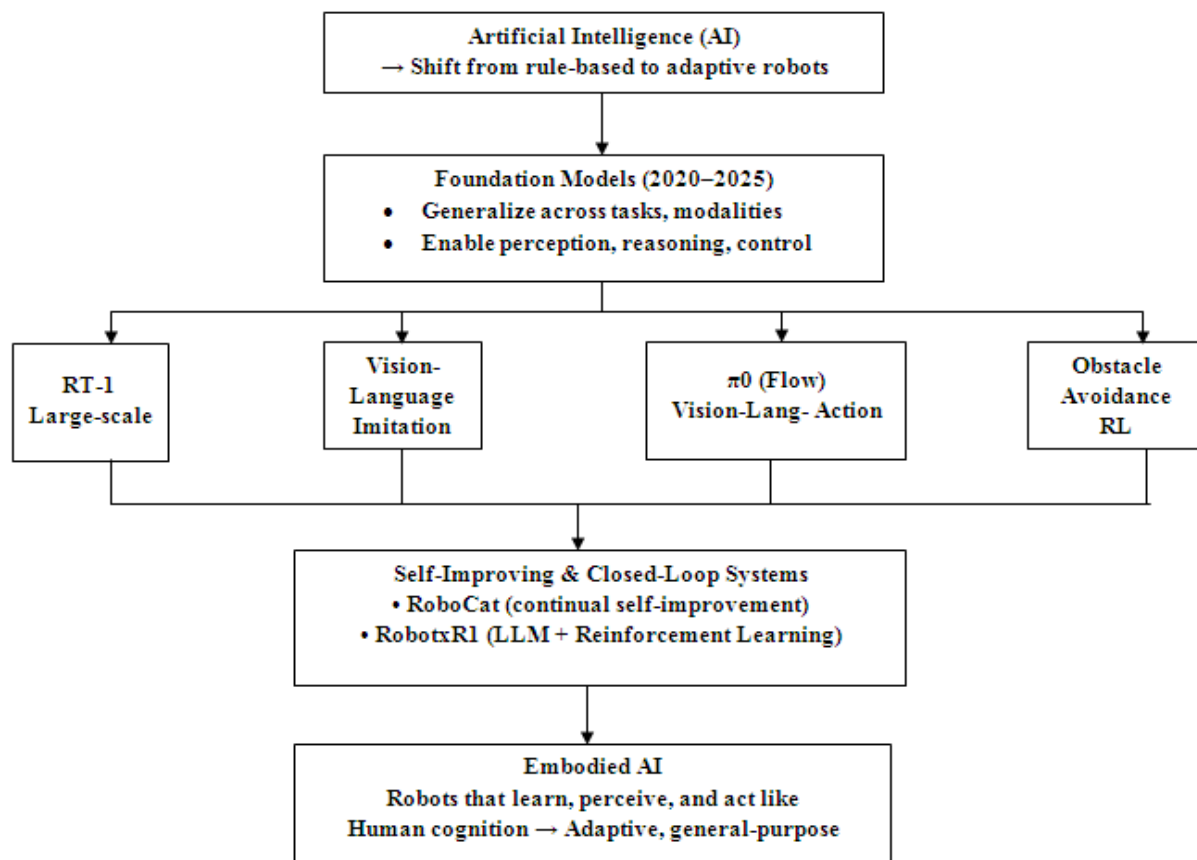 Artificial Intelligence (AI)
→ Shift from rule-based to adaptive robots
Foundation Models (2020–2025)
• Generalize across tasks, modalities
• Enable perception, reasoning, control
RT-1
Large-scale
Vision-
Language
Imitation
π0 (Flow)
Vision-Lang- Action
Obstacle
Avoidance
RL
Self-Improving & Closed-Loop Systems
• RoboCat (continual self-improvement)
• RobotxR1 (LLM + Reinforcement Learning)
Embodied AI
Robots that learn, perceive, and act like
Human cognition → Adaptive, general-purpose